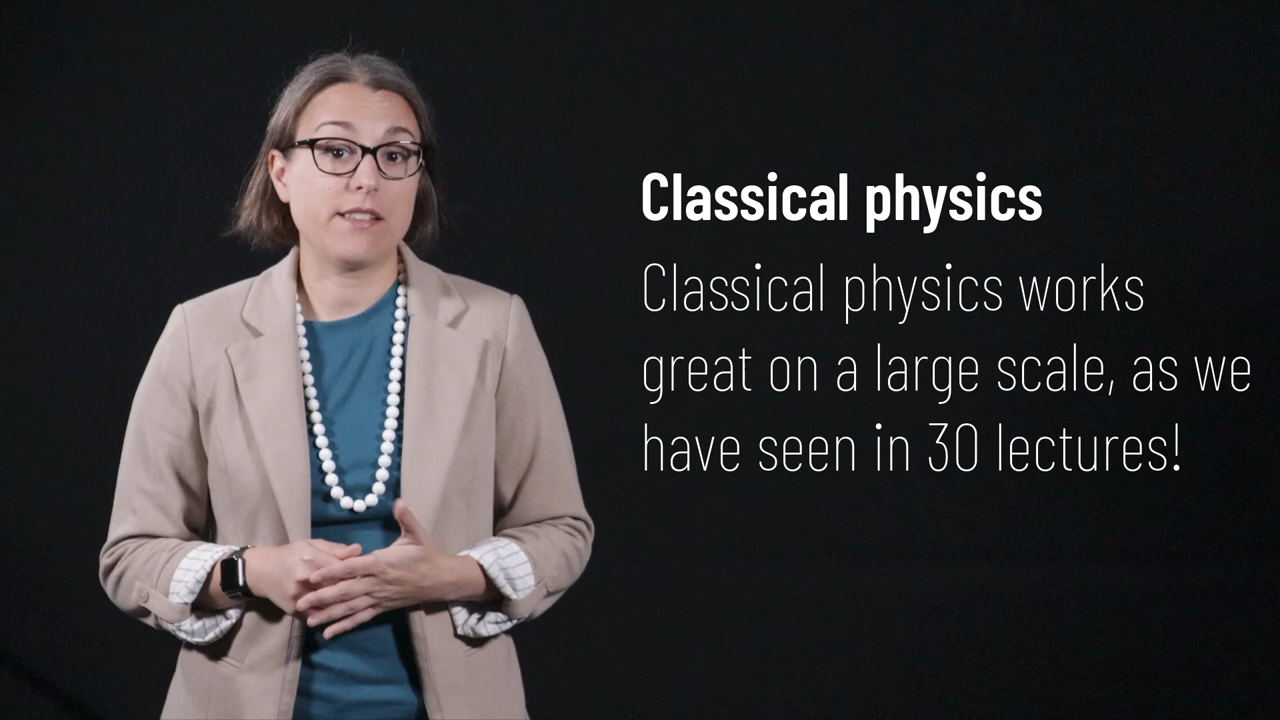 Classical physics
Classical physics works
great on a large scale, as we
have seen in 30 lectures!